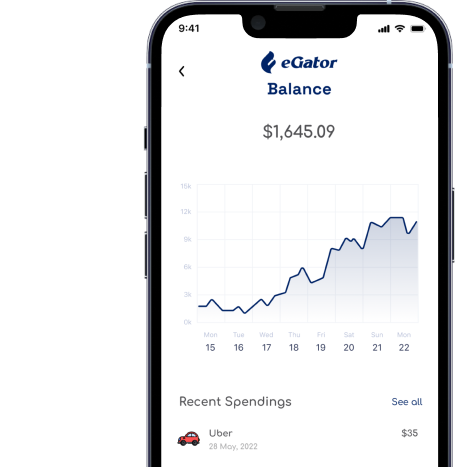 9:41
eGator
Balance
$1,645.09
15k
12k
9k
6k
3k
0k
Mon Tue Wed Thu Fri Sat Sun Mon
15 16 17 18 19 20 21 22
Recent Spendings See all
Uber $35
28 May, 2022